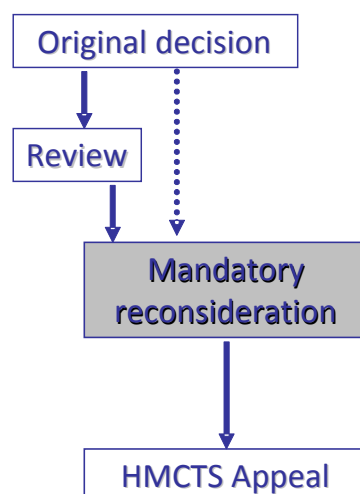 Original decision
Review
Mandatory
reconsideration
HMCTS Appeal